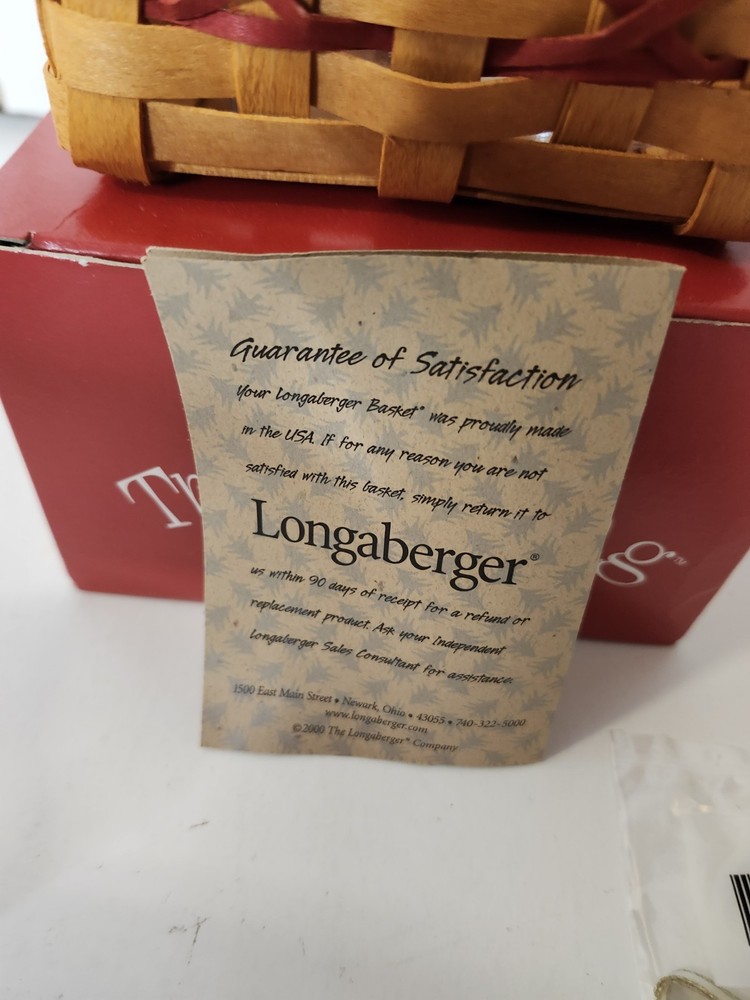 Guarantee of Satisfaction
Your Longaberger Basket® was proudly made
in the USA. If for any reason you are not
satisfied with this basket, simply return it to
Longaberger®
us within 90 days of receipt for a refund or
replacement product. Ask your Independent
Longaberger Sales Consultant for assistance.
1500 East Main Street • Newark, Ohio • 43055 • 740-322-5000
www.longaberger.com
©2000 The Longaberger® Company